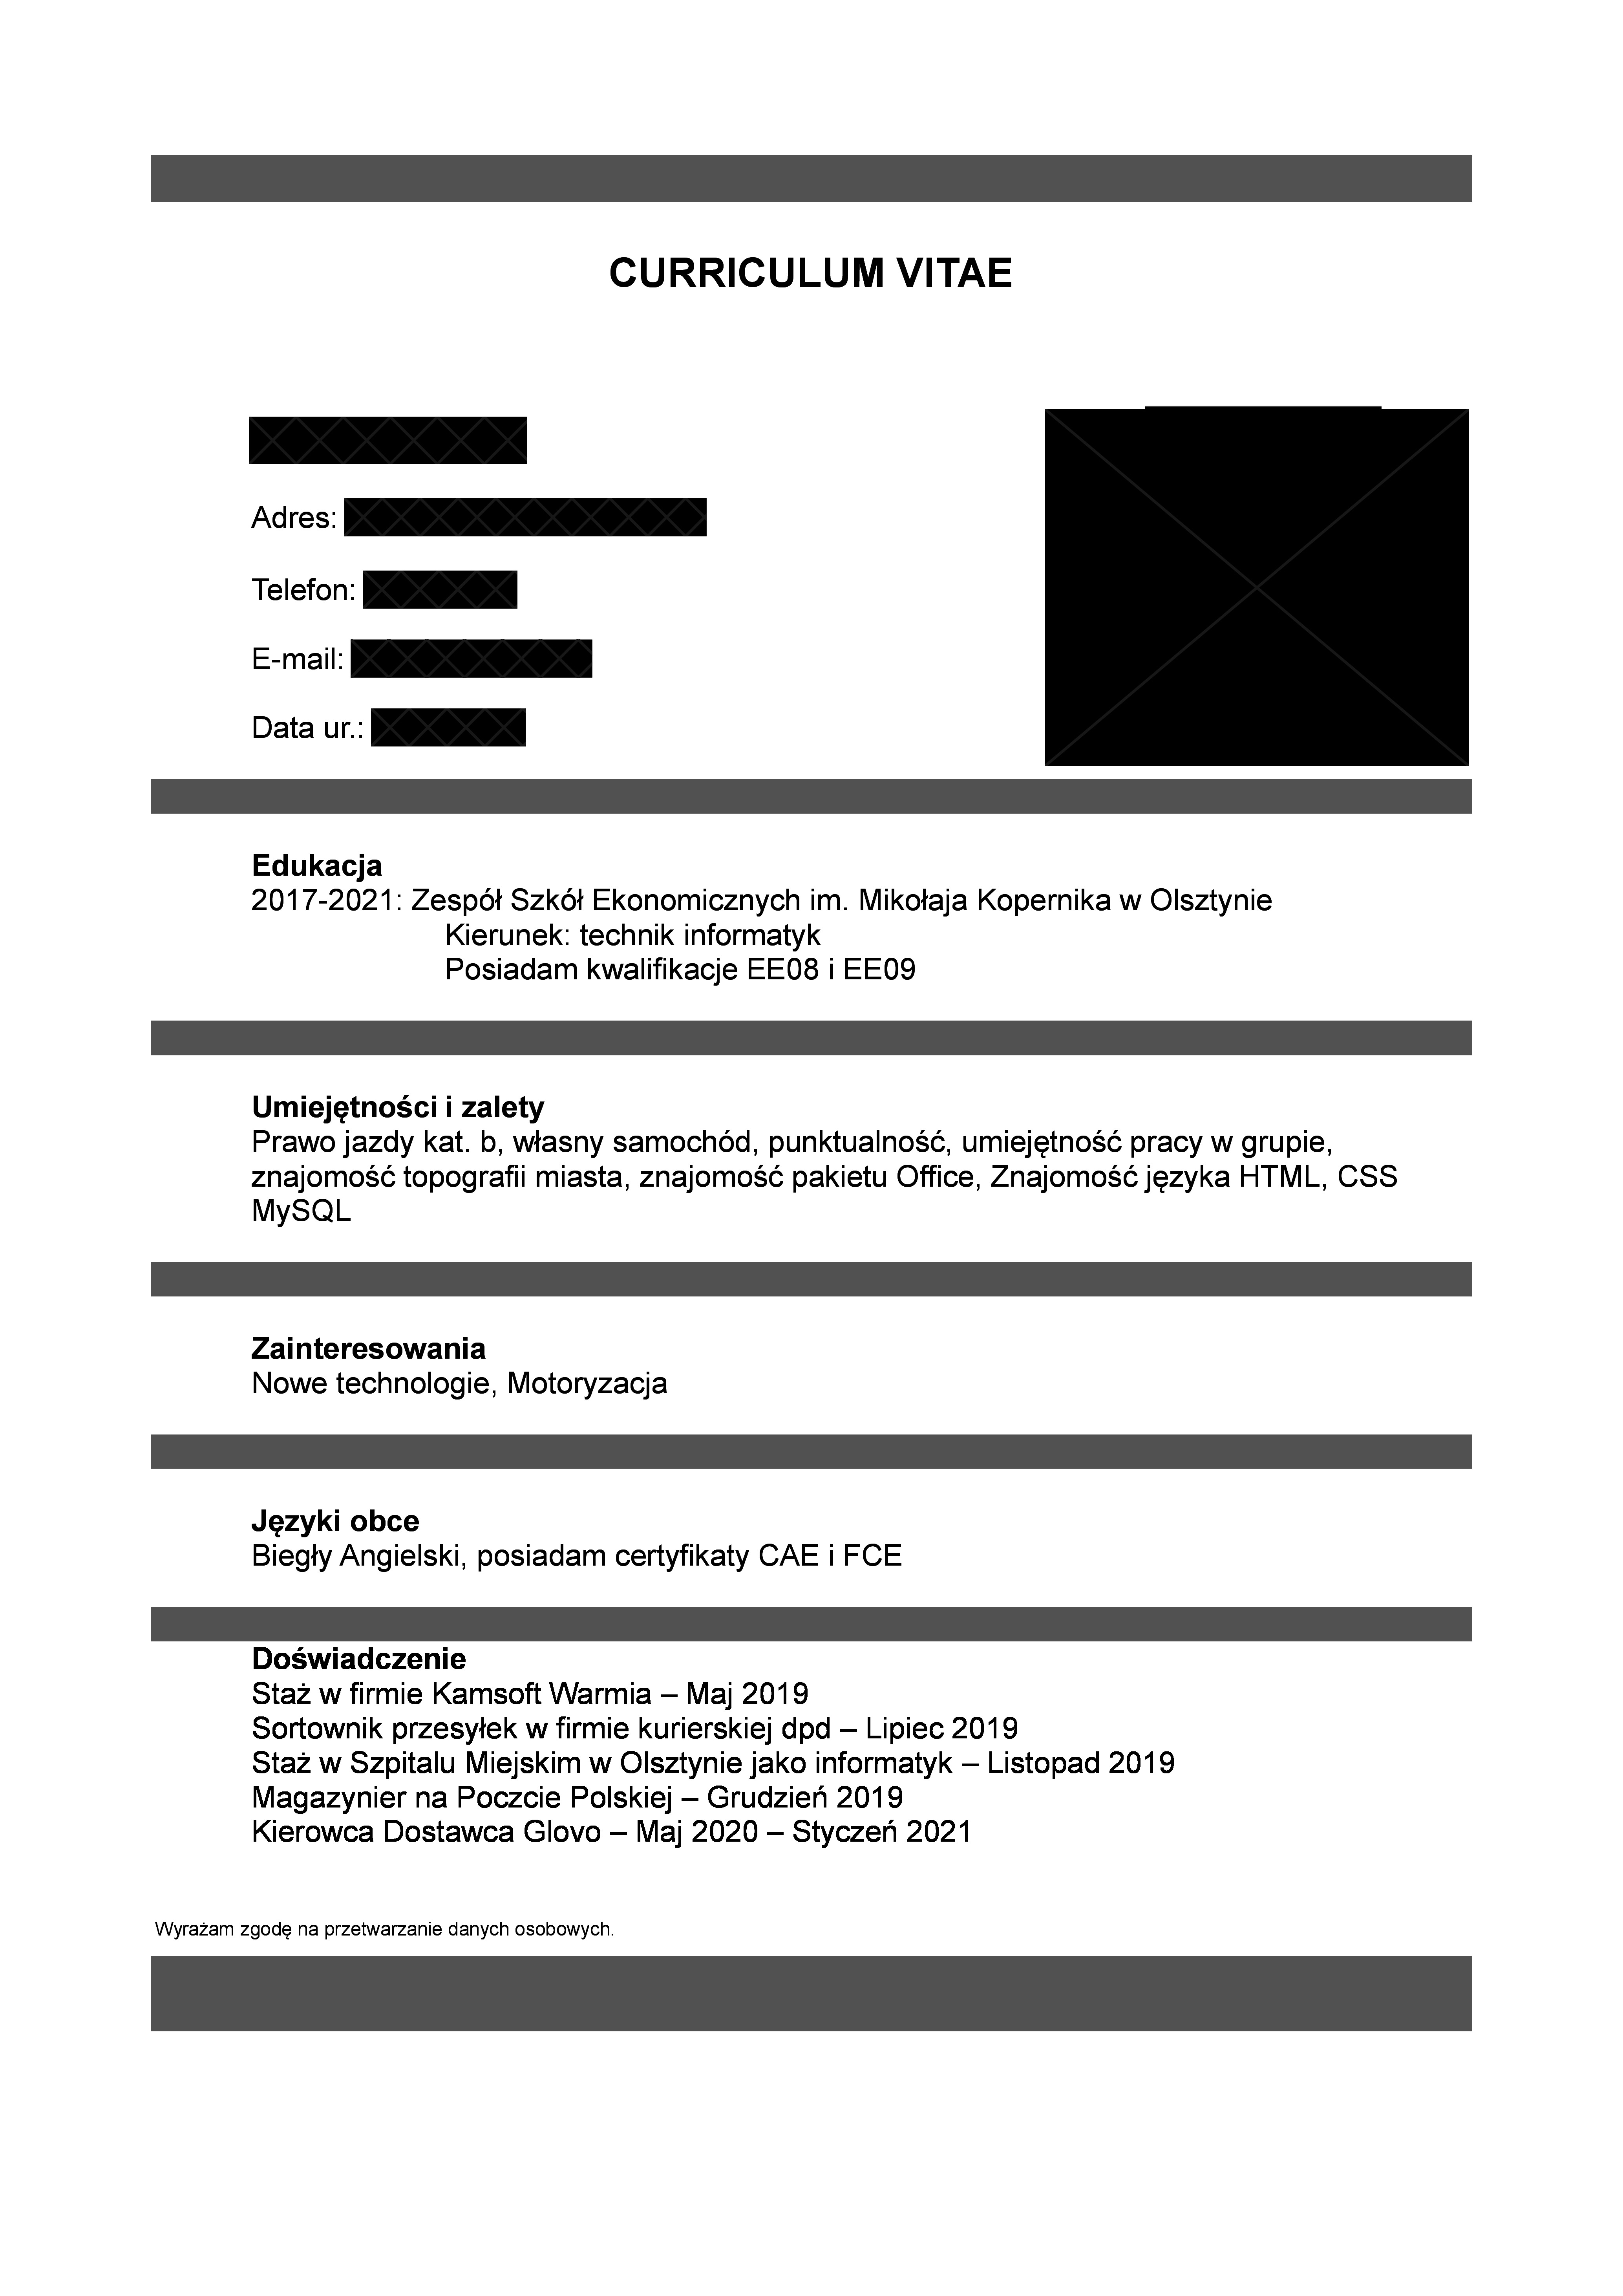 CURRICULUM VITAE
Adres:
Telefon:
E-mail:
Data ur.:
Edukacja
2017-2021: Zespół Szkół Ekonomicznych im. Mikołaja Kopernika w Olsztynie
Kierunek: technik informatyk
Posiadam kwalifikacje EE08 i EE09
Umiejętności i zalety
Prawo jazdy kat. b, własny samochód, punktualność, umiejętność pracy w grupie,
znajomość topografii miasta, znajomość pakietu Office, Znajomość języka HTML, CSS
MySQL
Zainteresowania
Nowe technologie, Motoryzacja
Języki obce
Biegły Angielski, posiadam certyfikaty CAE i FCE
Doświadczenie
Staż w firmie Kamsoft Warmia – Maj 2019
Sortownik przesyłek w firmie kurierskiej dpd – Lipiec 2019
Staż w Szpitalu Miejskim w Olsztynie jako informatyk – Listopad 2019
Magazynier na Poczcie Polskiej – Grudzień 2019
Kierowca Dostawca Glovo – Maj 2020 – Styczeń 2021
Wyrażam zgodę na przetwarzanie danych osobowych.